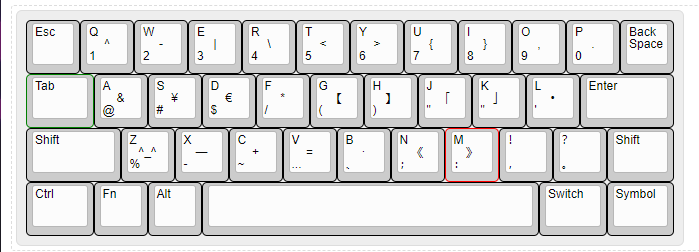 Esc Q ^ 1 W - 2 E | 3 R \ 4 T < 5 Y > 6 U { 7 I } 8 O , 9 P . 0 Back Space
Tab A & @ S ¥ # D € $ F * / G 【 ( H 】 ) J 「 " K 」 " L • ' Enter
Shift Z ^_^ % X — - C + ~ V = ... B · 、 N 《 ; M 》 : ! , ? 。 Shift
Ctrl Fn Alt Switch Symbol